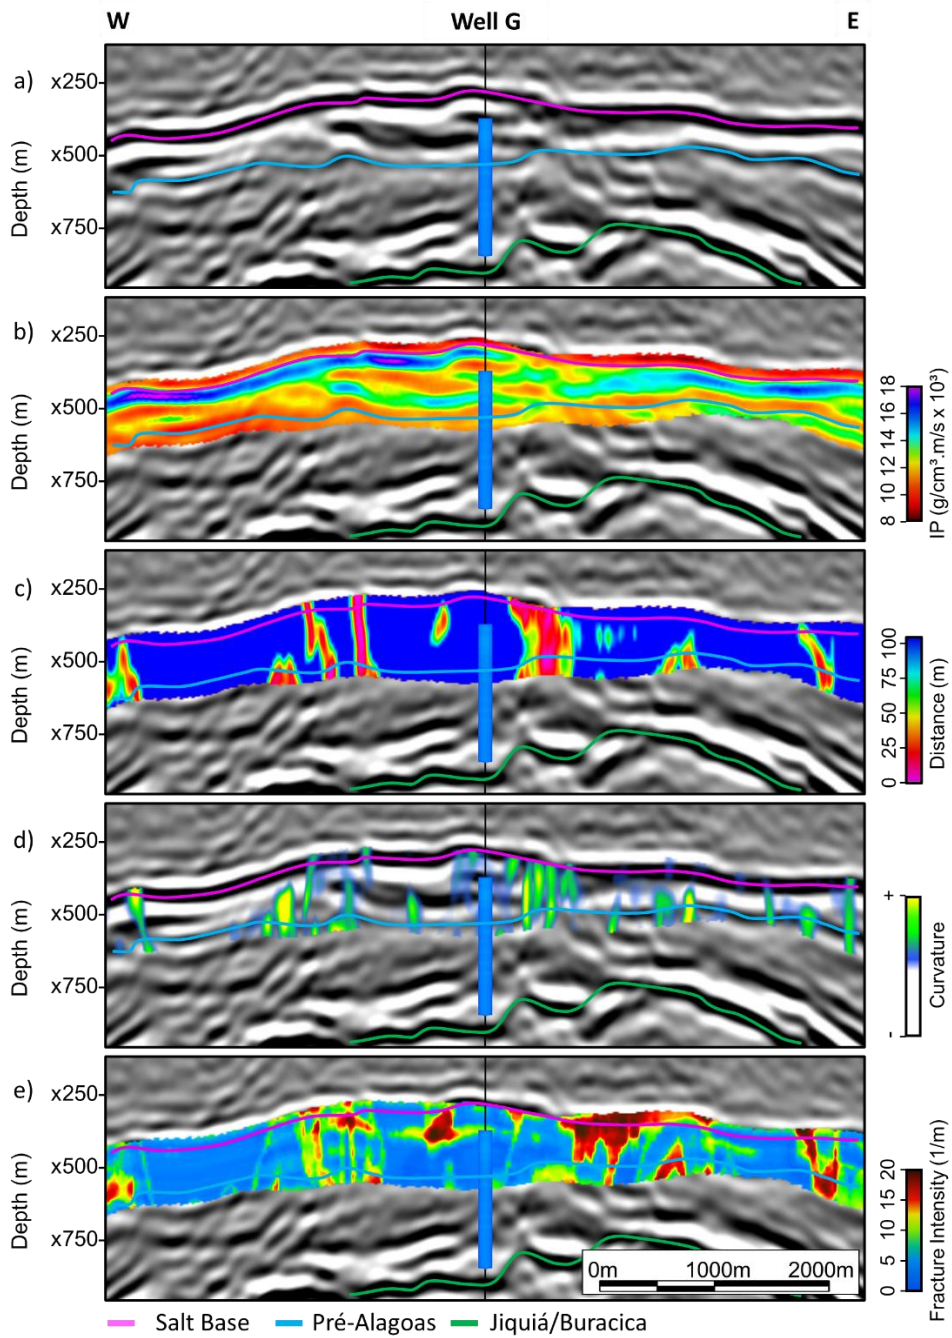 W Well G E
a)
x250
x500
x750
Depth (m)
b)
x250
x500
x750
Depth (m)
8 10 12 14 16 18
IP (g/cm³.m/s x 10³)
c)
x250
x500
x750
Depth (m)
0 25 50 75 100
Distance (m)
d)
x250
x500
x750
Depth (m)
+
-
Curvature
e)
x250
x500
x750
Depth (m)
0 5 10 15 20
Fracture Intensity (1/m)
0m 1000m 2000m
Salt Base Pré-Alagoas Jiquiá/Buracica